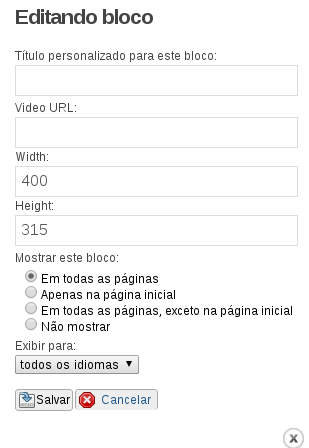 Editando bloco
Título personalizado para este bloco:
Video URL:
Width:
400
Height:
315
Mostrar este bloco:
Em todas as páginas
Apenas na página inicial
Em todas as páginas, exceto na página inicial
Não mostrar
Exibir para:
todos os idiomas
Salvar Cancelar